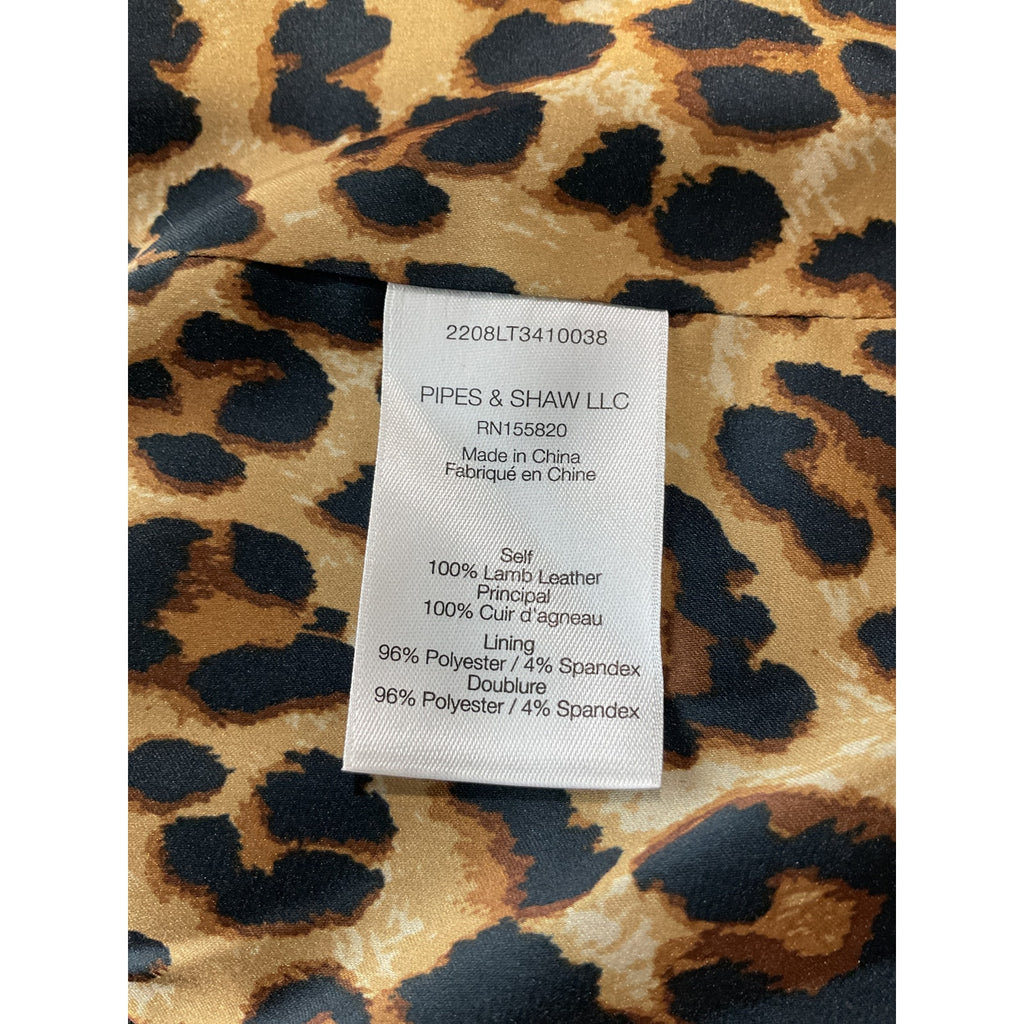 2208LT3410038
PIPES & SHAW LLC
RN155820
Made in China
Fabriqué en Chine
Self
100% Lamb Leather
Principal
100% Cuir d'agneau
Lining
96% Polyester / 4% Spandex
Doublure
96% Polyester / 4% Spandex